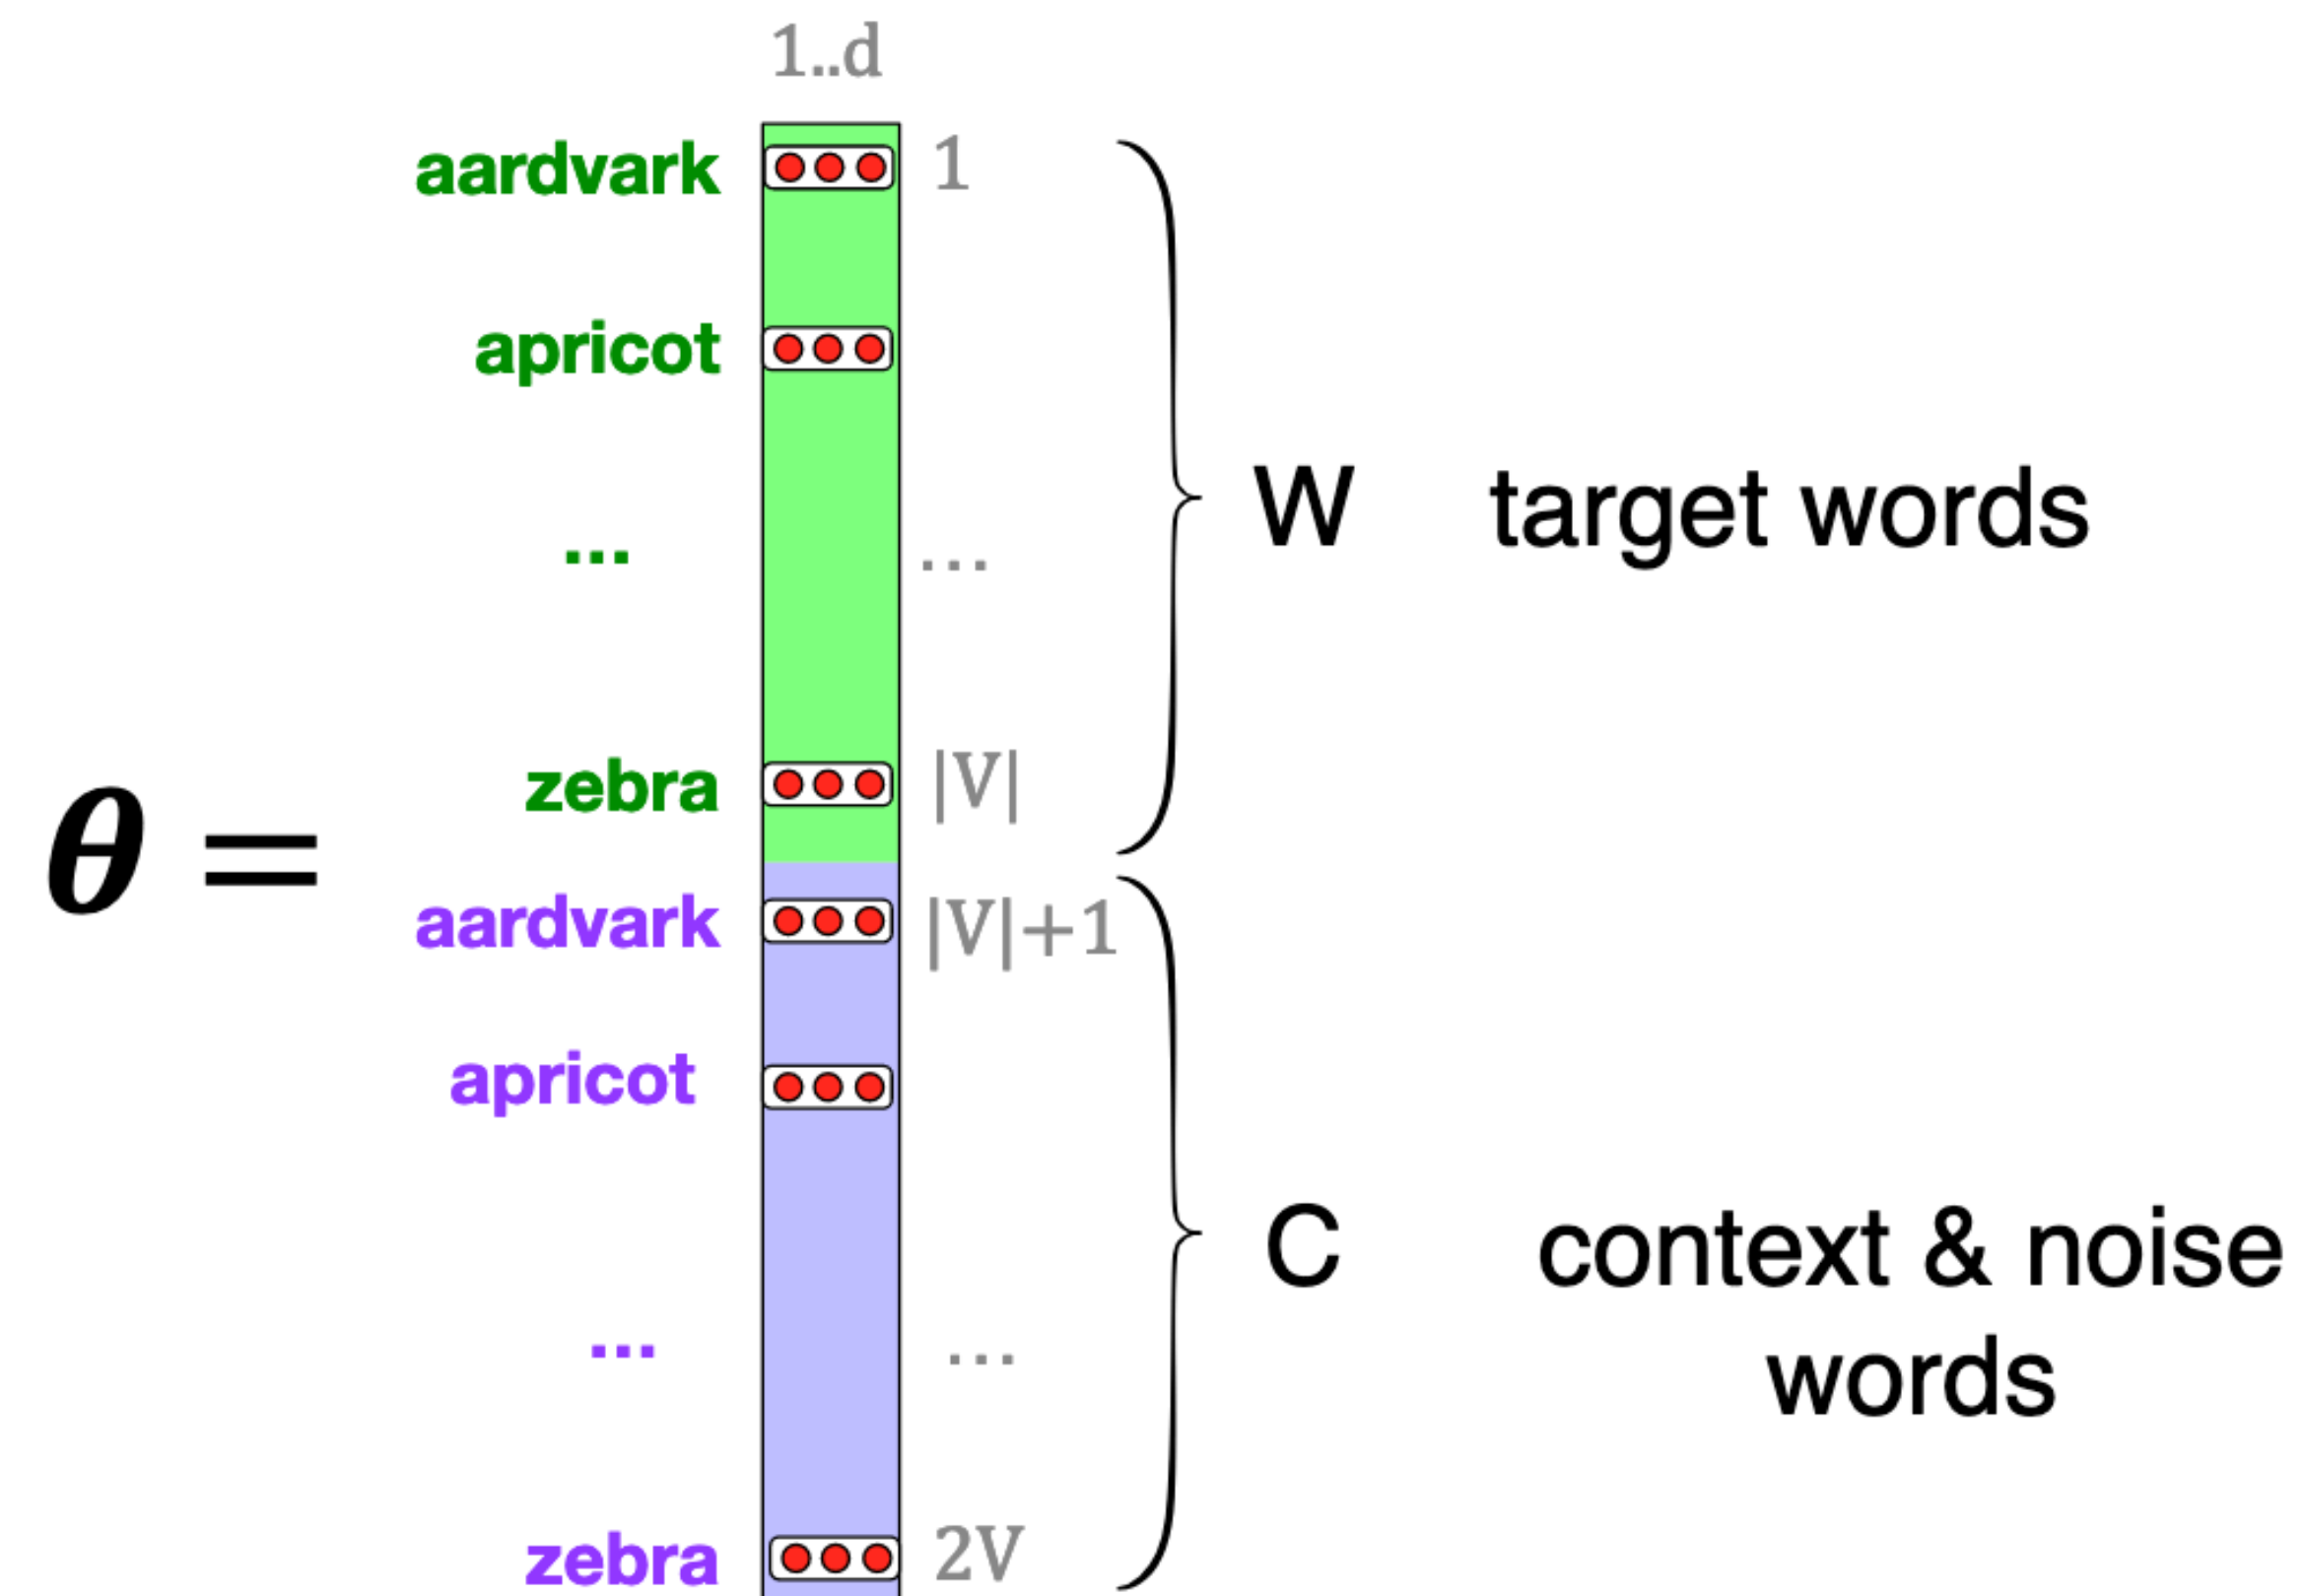 1..d
aardvark 1
apricot
... ...
W target words
zebra |V|
θ =
aardvark |V|+1
apricot
C context & noise
words
... ...
zebra 2V